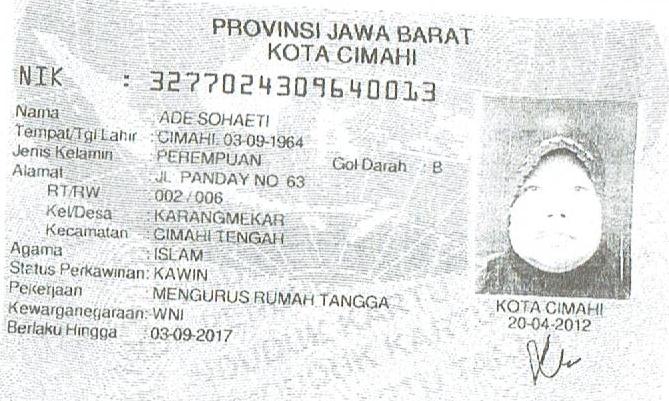 PROVINSI JAWA BARAT
KOTA CIMAHI
NIK : 3277024309640013
Nama : ADE SOHAETI
Tempat/Tgl Lahir : CIMAHI, 03-09-1964
Jenis Kelamin : PEREMPUAN Gol Darah : B
Alamat : JL. PANDAY NO 63
RT/RW : 002 / 006
Kel/Desa : KARANGMEKAR
Kecamatan : CIMAHI TENGAH
Agama : ISLAM
Status Perkawinan: KAWIN
Pekerjaan : MENGURUS RUMAH TANGGA
Kewarganegaraan: WNI
Berlaku Hingga : 03-09-2017
KOTA CIMAHI
20-04-2012